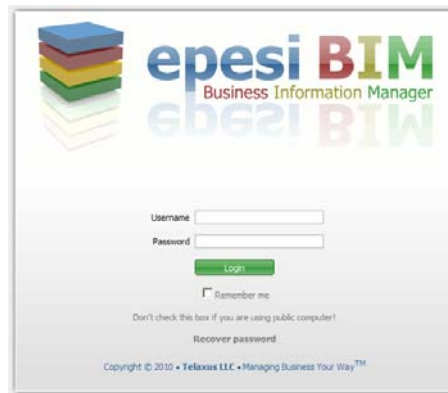 epesi BIM
Business Information Manager
Username
Password
Login
Remember me
Don't check this box if you are using public computer!
Recover password
Copyright © 2010 • Telaxus LLC • Managing Business Your Way™